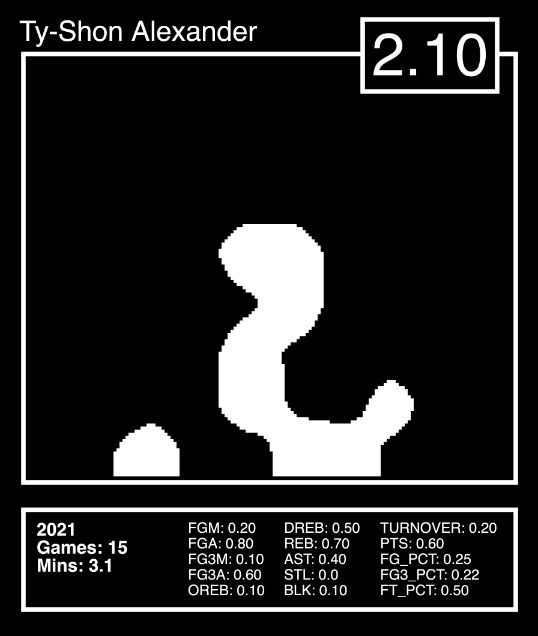 Ty-Shon Alexander
2.10
2021
Games: 15
Mins: 3.1
FGM: 0.20
FGA: 0.80
FG3M: 0.10
FG3A: 0.60
OREB: 0.10
DREB: 0.50
REB: 0.70
AST: 0.40
STL: 0.0
BLK: 0.10
TURNOVER: 0.20
PTS: 0.60
FG_PCT: 0.25
FG3_PCT: 0.22
FT_PCT: 0.50